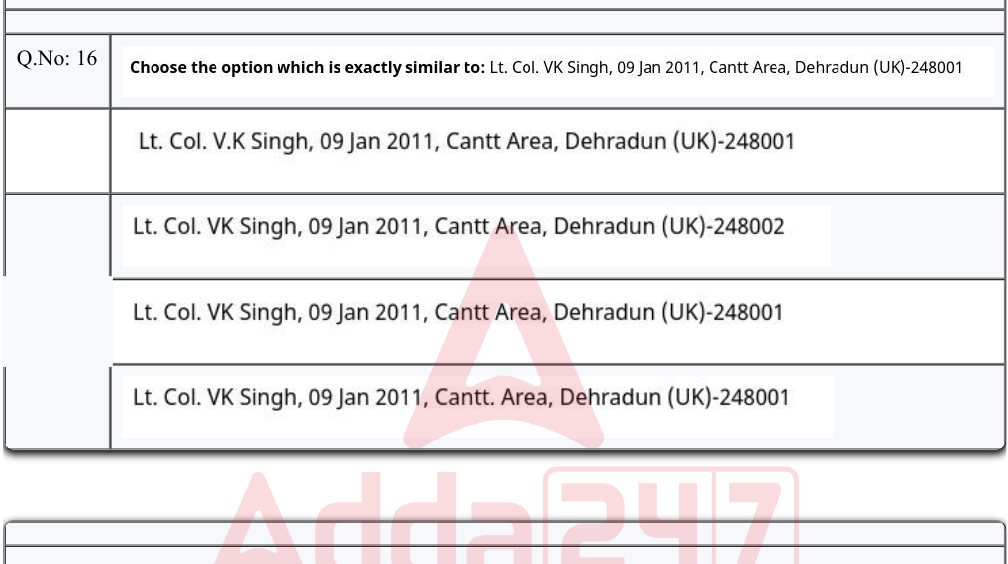 Q.No: 16
Choose the option which is exactly similar to: Lt. Col. VK Singh, 09 Jan 2011, Cantt Area, Dehradun (UK)-248001
Lt. Col. V.K Singh, 09 Jan 2011, Cantt Area, Dehradun (UK)-248001
Lt. Col. VK Singh, 09 Jan 2011, Cantt Area, Dehradun (UK)-248002
Lt. Col. VK Singh, 09 Jan 2011, Cantt Area, Dehradun (UK)-248001
Lt. Col. VK Singh, 09 Jan 2011, Cantt. Area, Dehradun (UK)-248001
Adda247